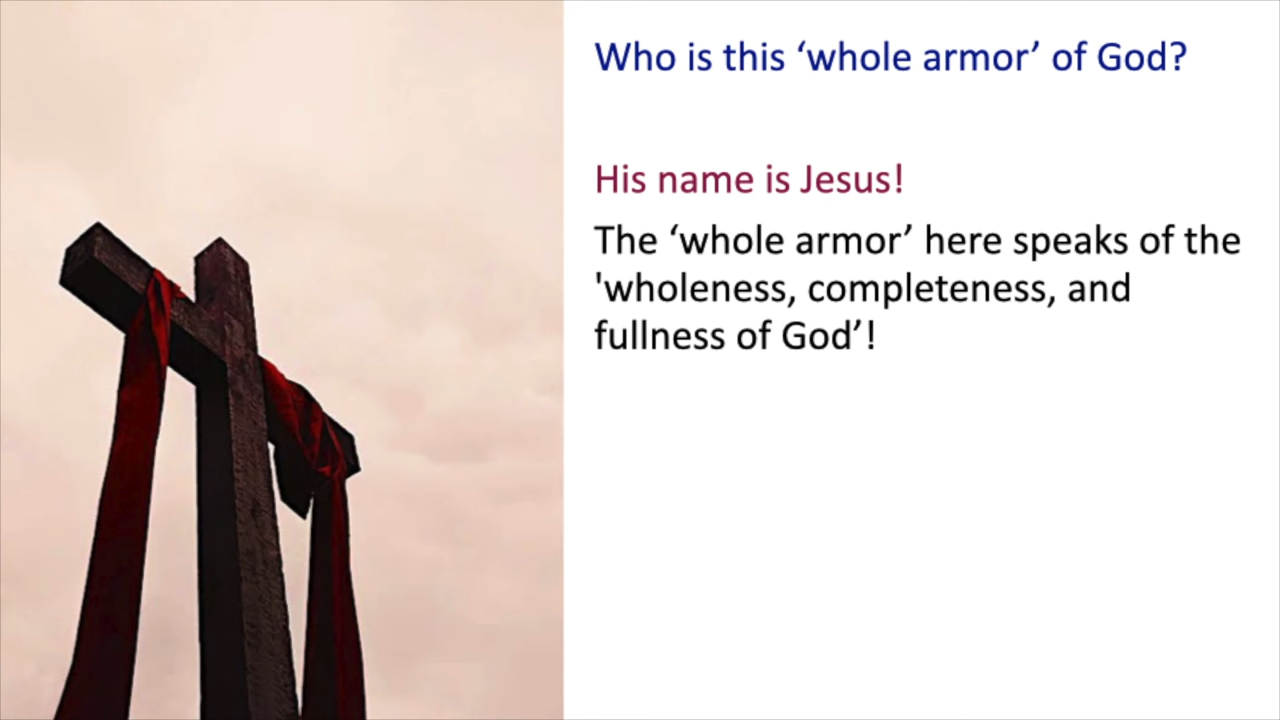 Who is this ‘whole armor’ of God?
His name is Jesus!
The ‘whole armor’ here speaks of the
'wholeness, completeness, and
fullness of God’!